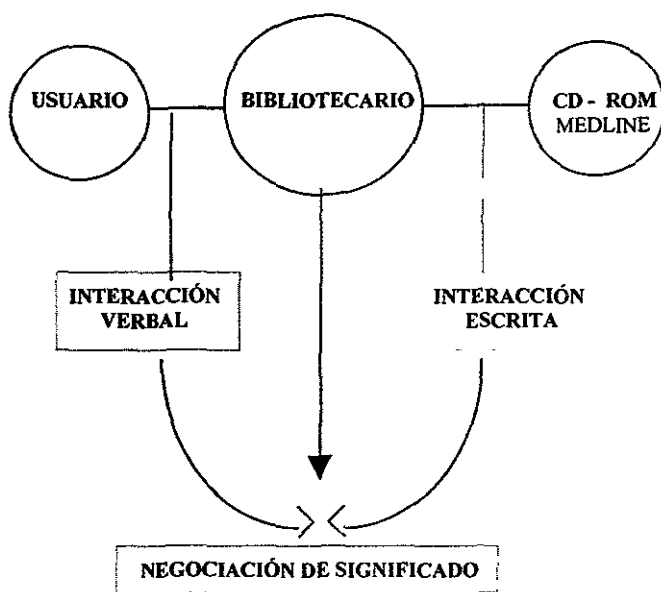 USUARIO
BIBLIOTECARIO
CD - ROM
MEDLINE
INTERACCIÓN
VERBAL
INTERACCIÓN
ESCRITA
NEGOCIACIÓN DE SIGNIFICADO